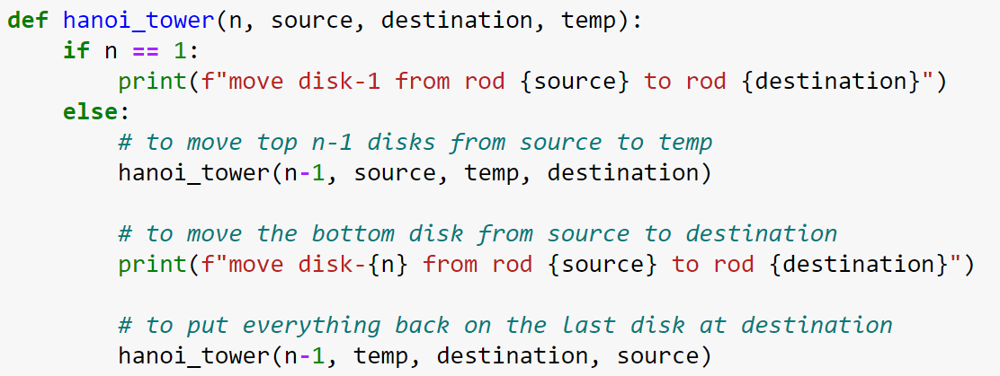 def hanoi_tower(n, source, destination, temp):
    if n == 1:
        print(f"move disk-1 from rod {source} to rod {destination}")
    else:
        # to move top n-1 disks from source to temp
        hanoi_tower(n-1, source, temp, destination)

        # to move the bottom disk from source to destination
        print(f"move disk-{n} from rod {source} to rod {destination}")

        # to put everything back on the last disk at destination
        hanoi_tower(n-1, temp, destination, source)